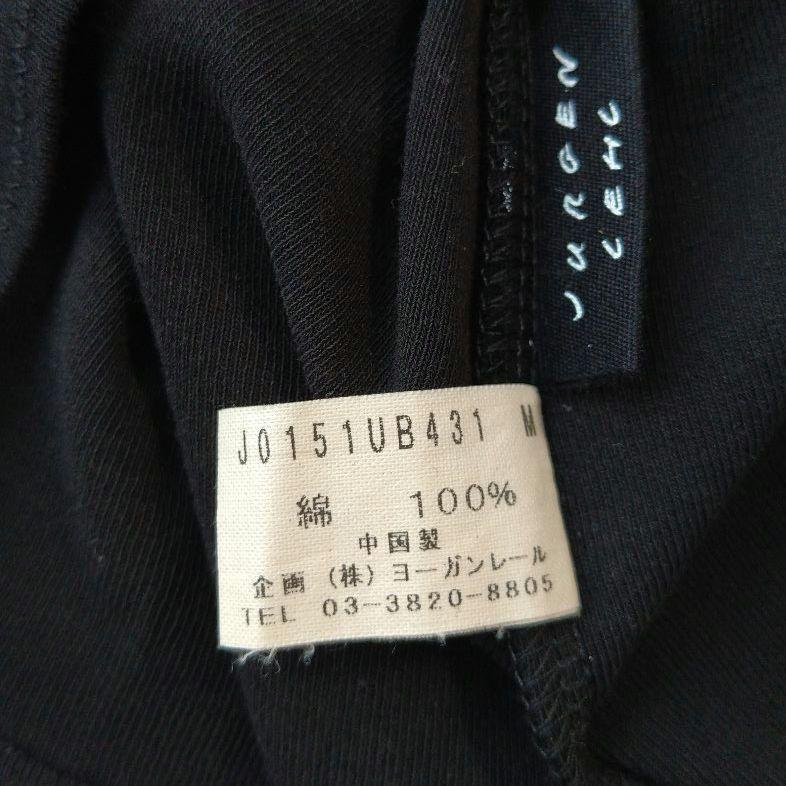 JURGEN
LEHL
J0151UB431 M
綿 100%
中国製
企画 (株) ヨーガンレール
TEL 03-3820-8805